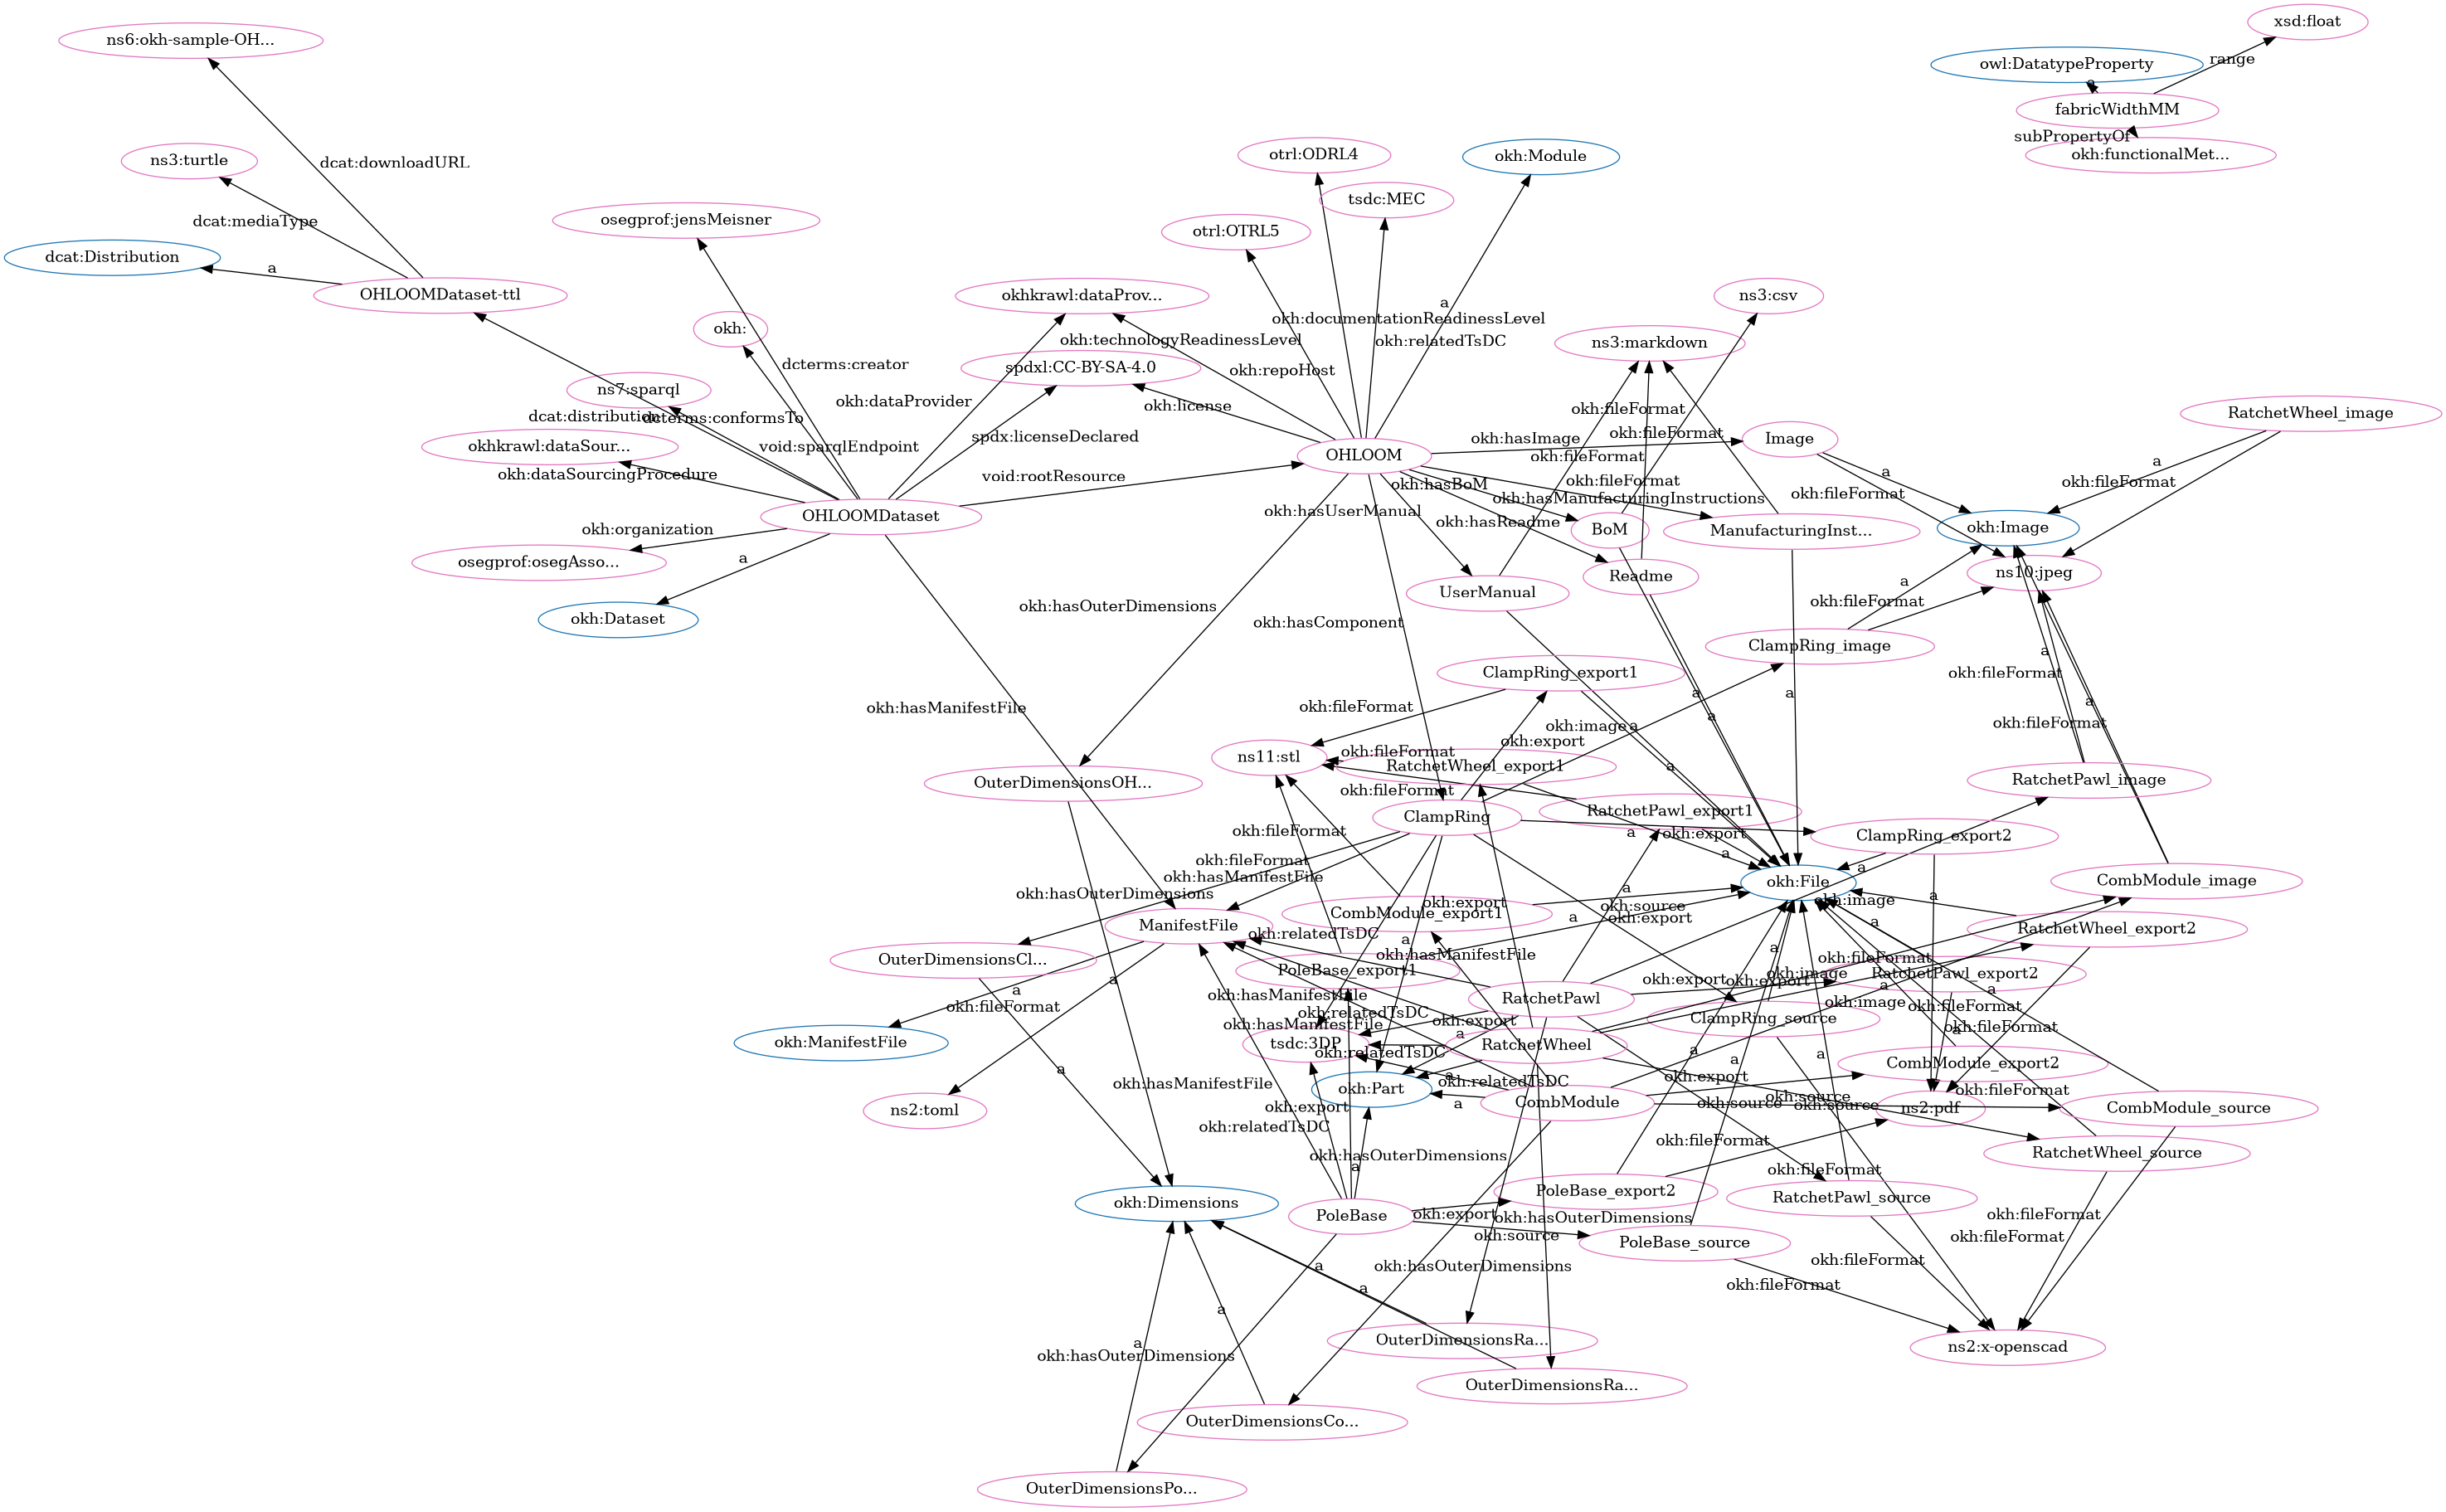 xsd:float
ns6:okh-sample-OH...
range
owl:DatatypeProperty
a
fabricWidthMM
subPropertyOf
okh:functionalMet...
otrl:ODRL4
okh:Module
ns3:turtle
dcat:downloadURL
tsdc:MEC
osegprof:jensMeisner
dcat:mediaType
otrl:OTRL5
dcat:Distribution
a
OHLOOMDataset-ttl
okhkrawl:dataProv...
a
ns3:csv
okh:documentationReadinessLevel
okh:
okh:technologyReadinessLevel
okh:relatedTsDC
ns3:markdown
dcterms:creator
spdxl:CC-BY-SA-4.0
okh:repoHost
ns7:sparql
okh:dataProvider
okh:license
okh:fileFormat
RatchetWheel_image
dcat:distribution
dcterms:conformsTo
okh:fileFormat
okhkrawl:dataSour...
void:sparqlEndpoint
spdx:licenseDeclared
okh:hasImage
Image
OHLOOM
okh:fileFormat
a
okh:dataSourcingProcedure
void:rootResource
okh:hasBoM
okh:fileFormat
a
okh:fileFormat
okh:hasManufacturingInstructions
okh:fileFormat
OHLOOMDataset
okh:hasUserManual
okh:hasReadme
BoM
ManufacturingInst...
okh:Image
okh:organization
osegprof:osegAsso...
a
Readme
ns10:jpeg
UserManual
a
okh:fileFormat
okh:hasOuterDimensions
okh:Dataset
okh:hasComponent
ClampRing_image
a
ClampRing_export1
okh:fileFormat
a
a
a
okh:hasManifestFile
okh:fileFormat
a
okh:image
a
okh:export
okh:fileFormat
ns11:stl
okh:fileFormat
RatchetWheel_export1
a
RatchetPawl_image
OuterDimensionsOH...
okh:fileFormat
ClampRing
RatchetPawl_export1
okh:fileFormat
a
okh:export
ClampRing_export2
okh:fileFormat
a
a
okh:hasManifestFile
okh:File
CombModule_image
okh:hasOuterDimensions
a
a
okh:export
CombModule_export1
okh:source
okh:export
okh:image
a
a
ManifestFile
okh:relatedTsDC
RatchetWheel_export2
OuterDimensionsCl...
a
okh:hasManifestFile
a
okh:fileFormat
PoleBase_export1
okh:export
okh:export
okh:image
RatchetPawl_export2
a
okh:fileFormat
a
okh:hasManifestFile
RatchetPawl
a
a
okh:relatedTsDC
okh:image
okh:fileFormat
okh:hasManifestFile
okh:export
ClampRing_source
okh:fileFormat
okh:ManifestFile
tsdc:3DP
a
RatchetWheel
a
a
okh:relatedTsDC
a
a
CombModule_export2
a
a
okh:hasManifestFile
okh:Part
okh:relatedTsDC
okh:export
okh:fileFormat
ns2:toml
okh:export
a
CombModule
okh:source
okh:source
okh:source
ns2:pdf
CombModule_source
okh:relatedTsDC
okh:fileFormat
okh:hasOuterDimensions
a
RatchetWheel_source
okh:fileFormat
okh:Dimensions
PoleBase
okh:export
PoleBase_export2
okh:hasOuterDimensions
RatchetPawl_source
okh:fileFormat
okh:source
PoleBase_source
okh:fileFormat
a
okh:hasOuterDimensions
okh:fileFormat
okh:fileFormat
a
a
a
okh:hasOuterDimensions
OuterDimensionsRa...
ns2:x-openscad
OuterDimensionsRa...
OuterDimensionsCo...
OuterDimensionsPo...